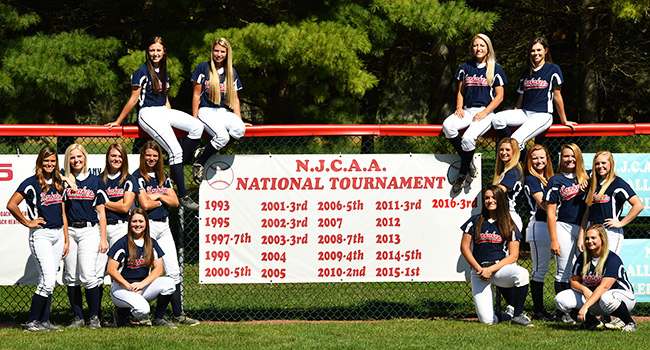 N.J.C.A.A.
NATIONAL TOURNAMENT
1993 2001-3rd 2006-5th 2011-3rd 2016-3rd
1995 2002-3rd 2007 2012
1997-7th 2003-3rd 2008-7th 2013
1999 2004 2009-4th 2014-5th
2000-5th 2005 2010-2nd 2015-1st